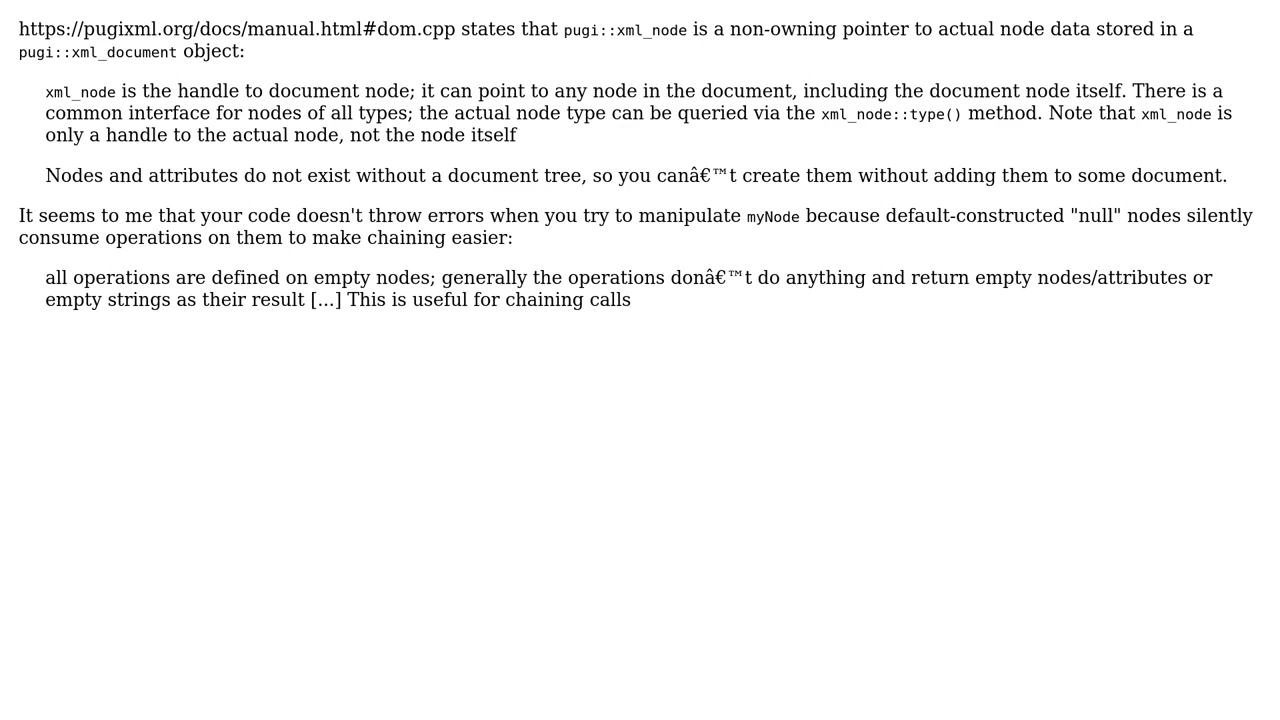 https://pugixml.org/docs/manual.html#dom.cpp states that pugi::xml_node is a non-owning pointer to actual node data stored in a
pugi::xml_document object:
xml_node is the handle to document node; it can point to any node in the document, including the document node itself. There is a
common interface for nodes of all types; the actual node type can be queried via the xml_node::type() method. Note that xml_node is
only a handle to the actual node, not the node itself
Nodes and attributes do not exist without a document tree, so you canâ€™t create them without adding them to some document.
It seems to me that your code doesn't throw errors when you try to manipulate myNode because default-constructed "null" nodes silently
consume operations on them to make chaining easier:
all operations are defined on empty nodes; generally the operations donâ€™t do anything and return empty nodes/attributes or
empty strings as their result [...] This is useful for chaining calls